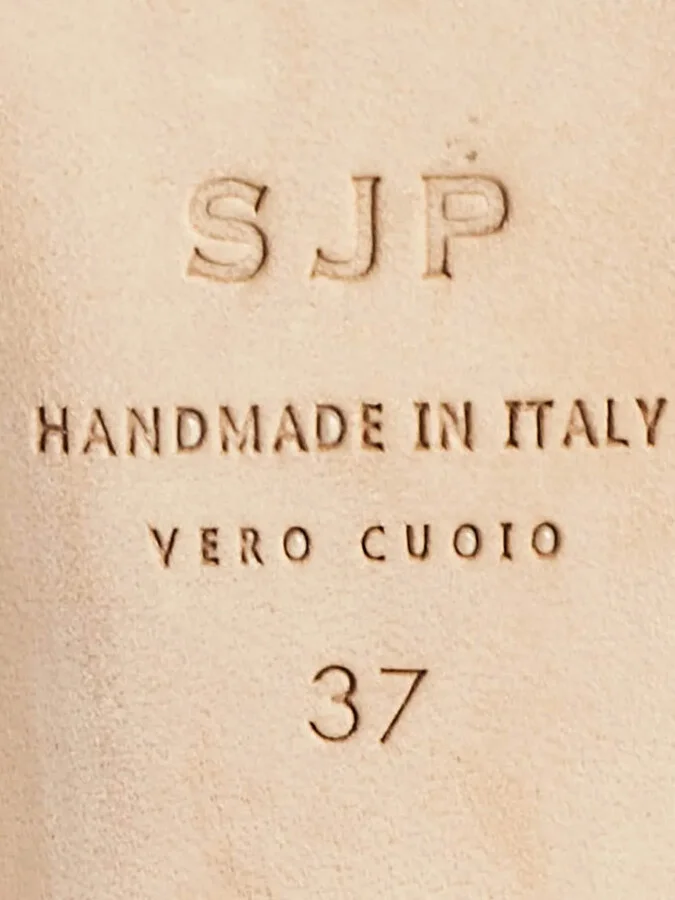 SJP
HANDMADE IN ITALY
VERO CUOIO
37